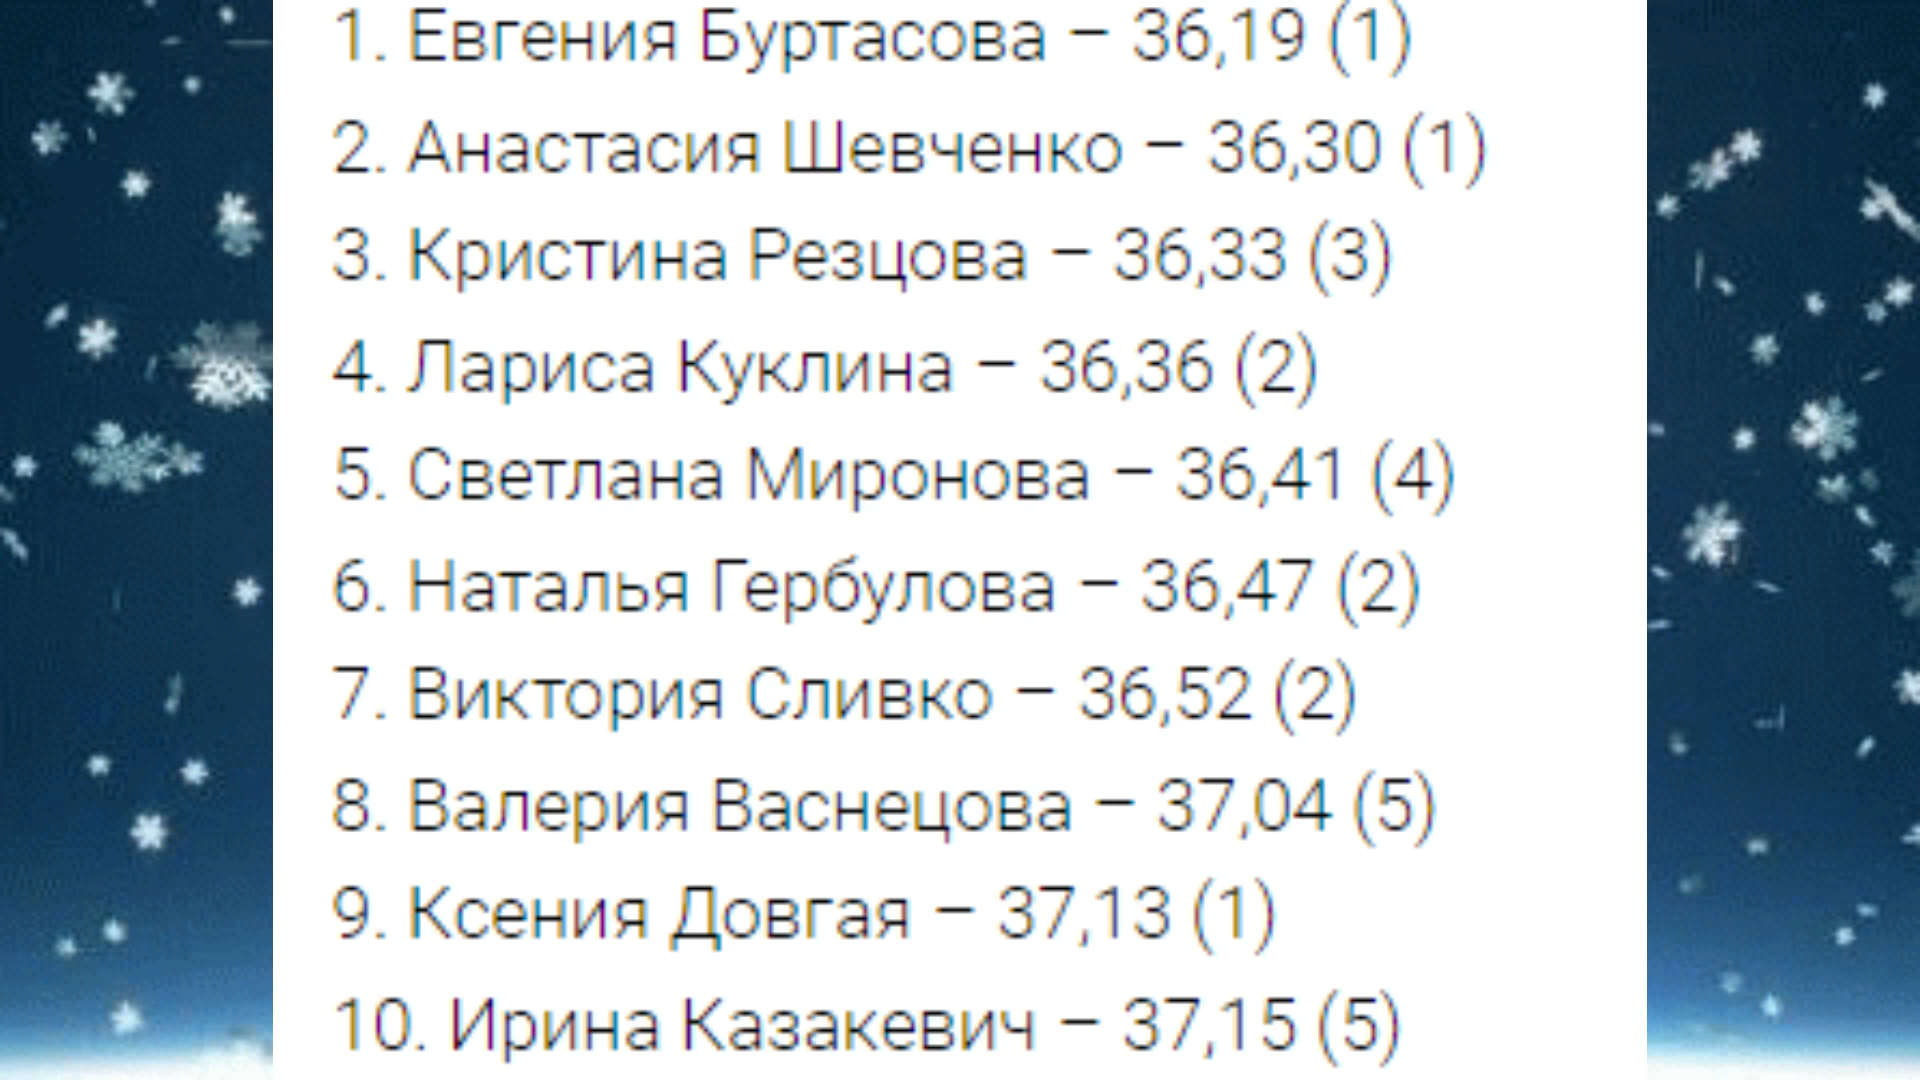 1. Евгения Буртасова – 36,19 (1)
2. Анастасия Шевченко – 36,30 (1)
3. Кристина Резцова – 36,33 (3)
4. Лариса Куклина – 36,36 (2)
5. Светлана Миронова – 36,41 (4)
6. Наталья Гербулова – 36,47 (2)
7. Виктория Сливко – 36,52 (2)
8. Валерия Васнецова – 37,04 (5)
9. Ксения Довгая – 37,13 (1)
10. Ирина Казакевич – 37,15 (5)